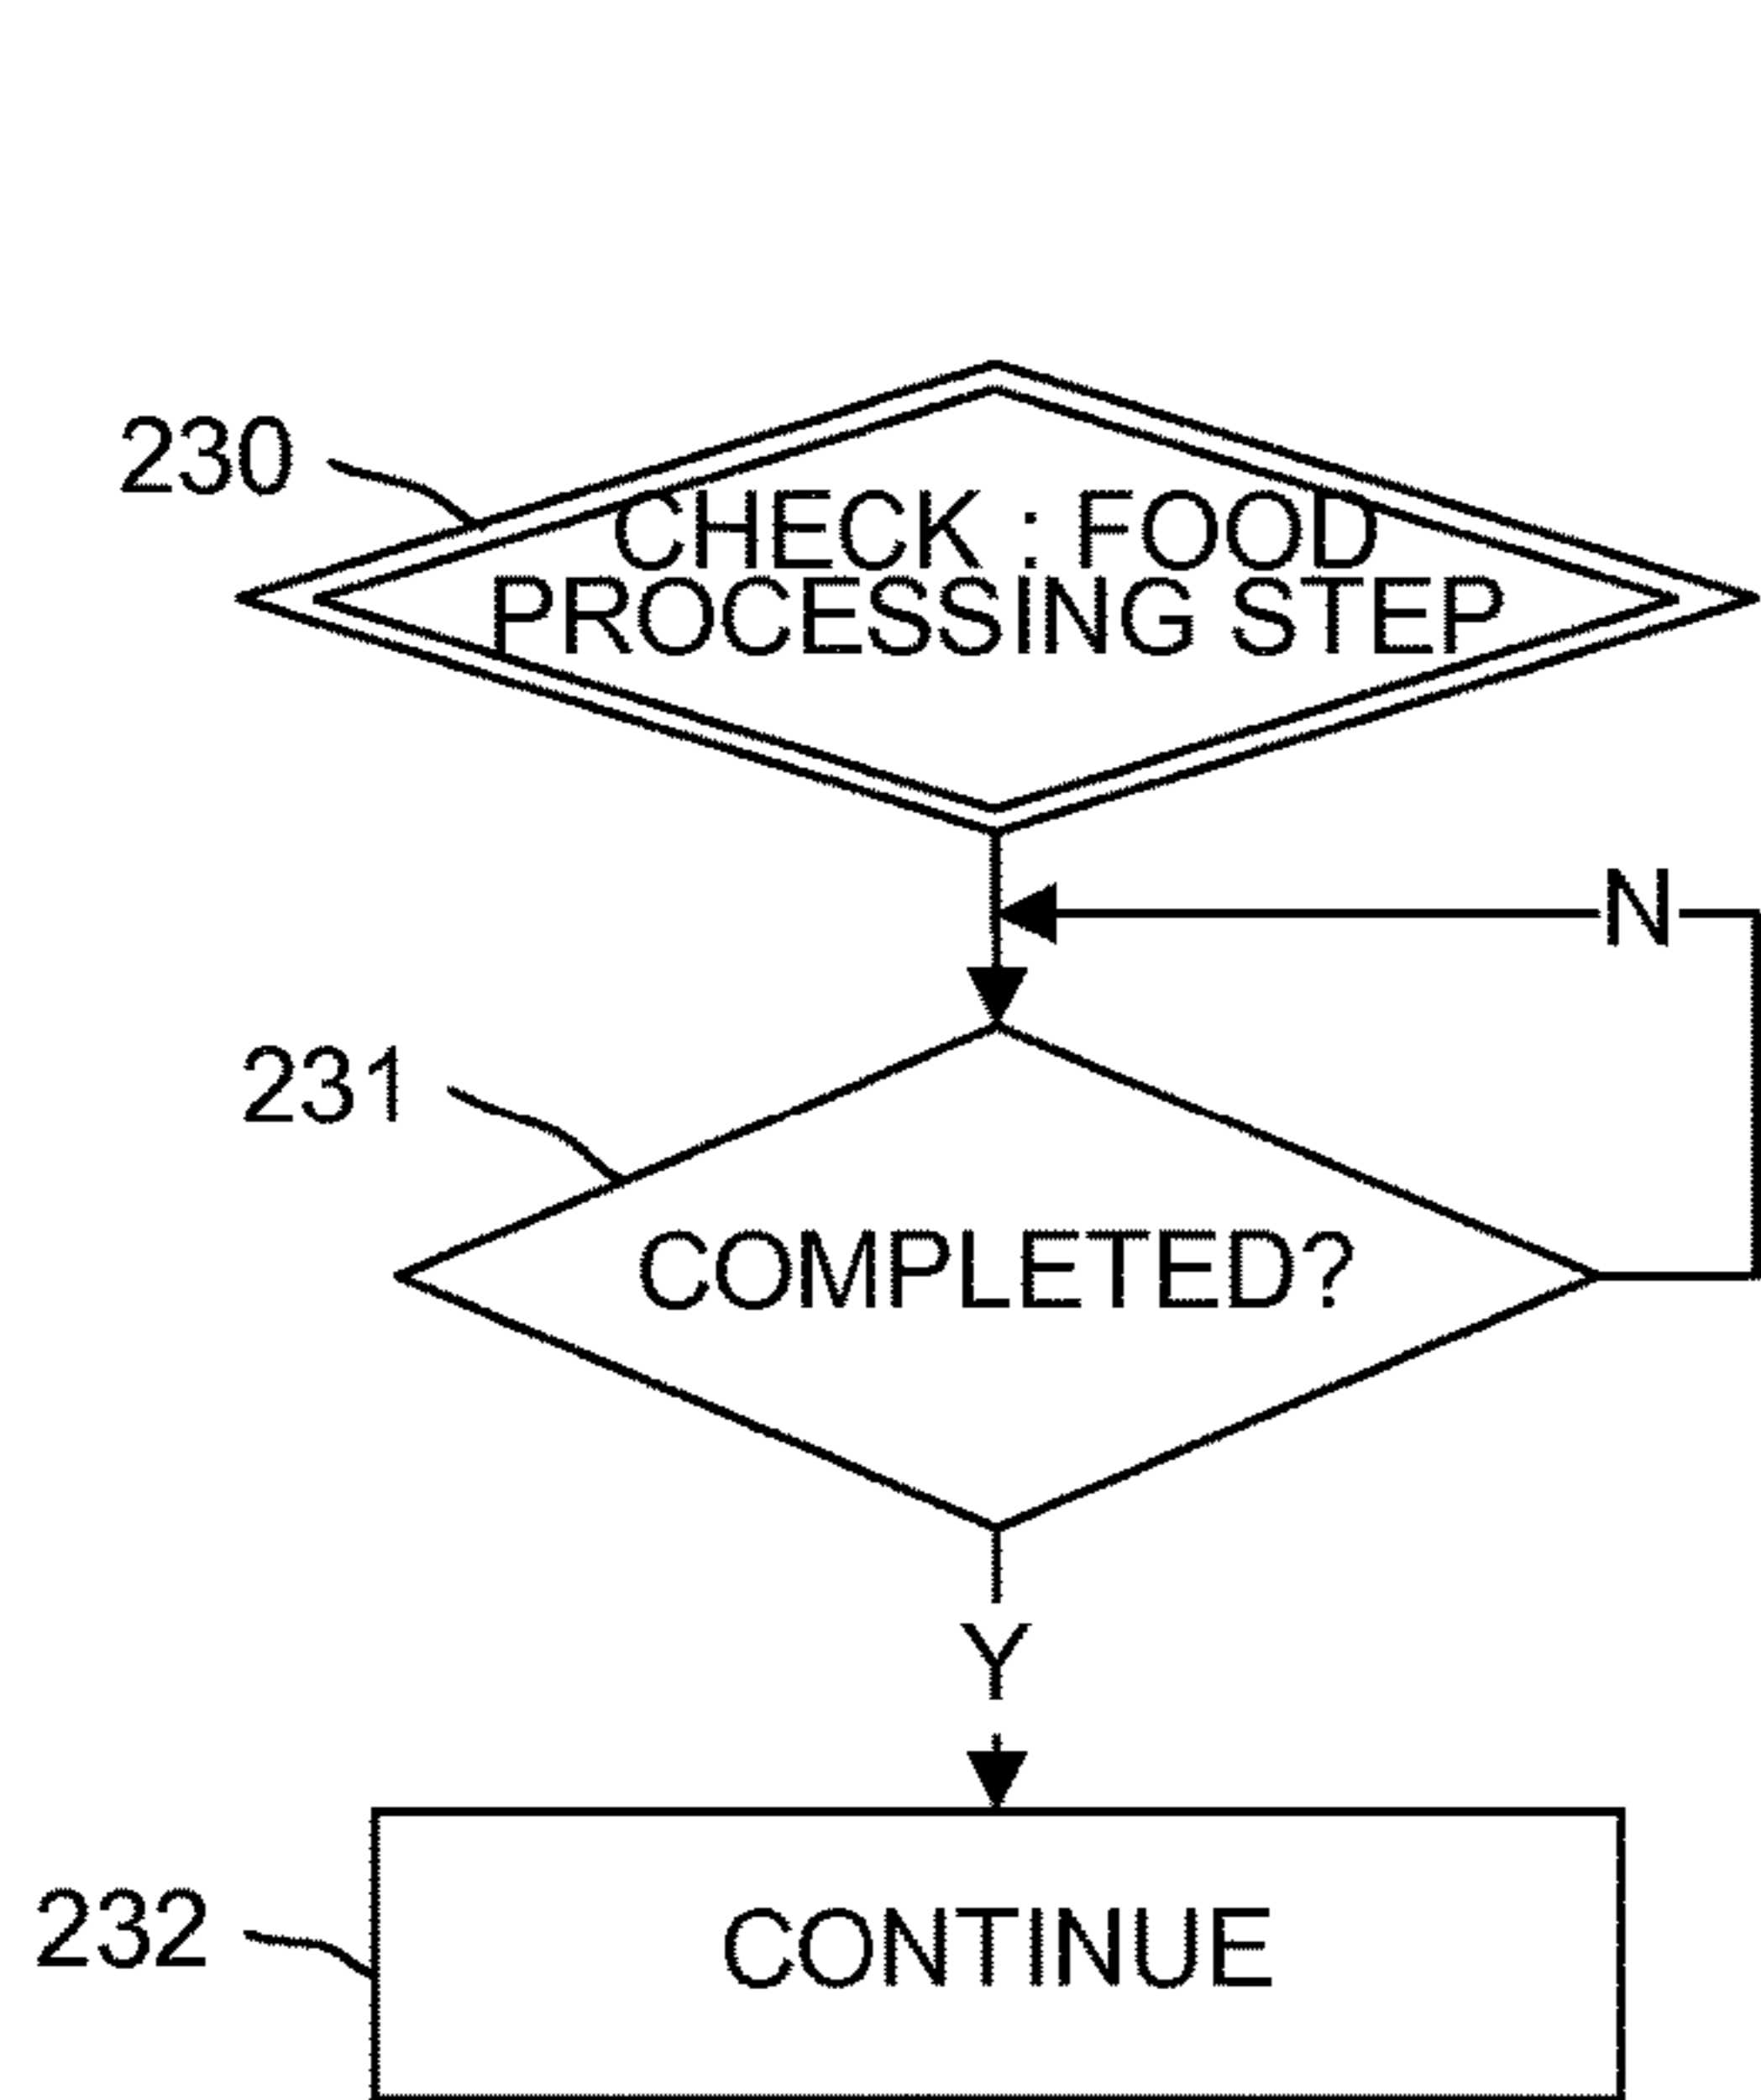 230
CHECK : FOOD
PROCESSING STEP
N
231
COMPLETED?
Y
232
CONTINUE